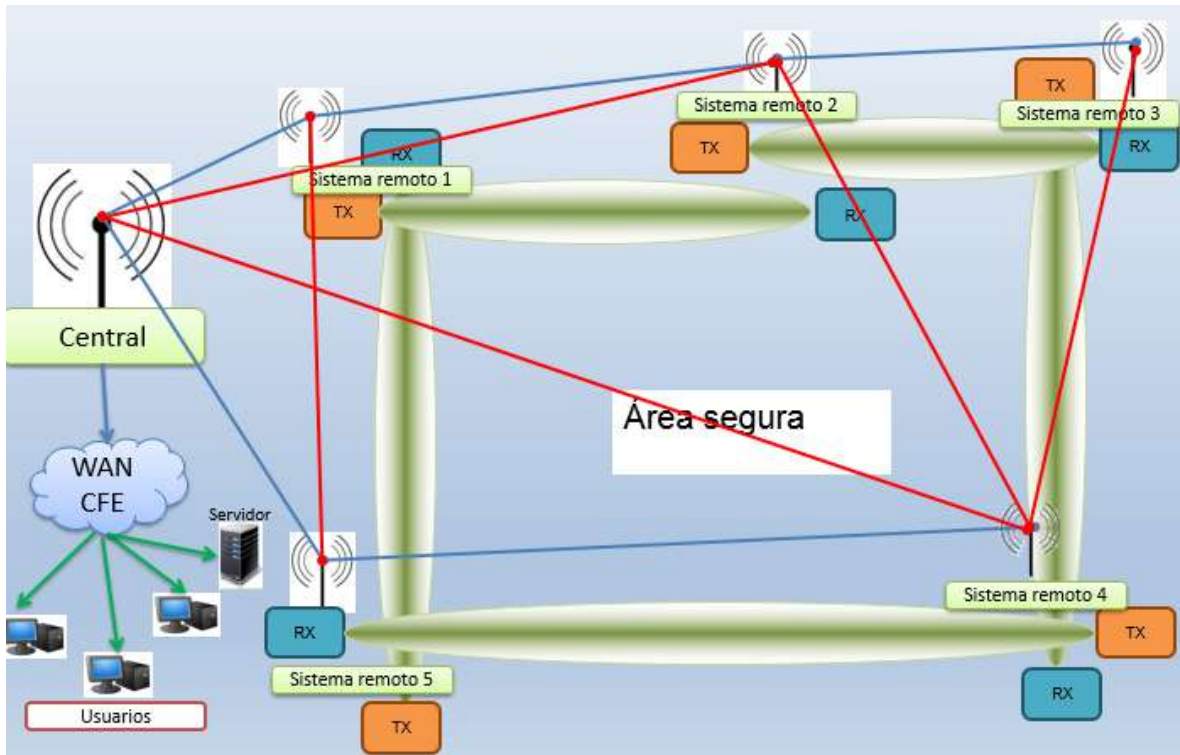 TX
Sistema remoto 2
Sistema remoto 3
TX
RX
RX
Sistema remoto 1
TX
RX
Central
Área segura
WAN
CFE
Servidor
Sistema remoto 4
RX
TX
Sistema remoto 5
RX
Usuarios
TX